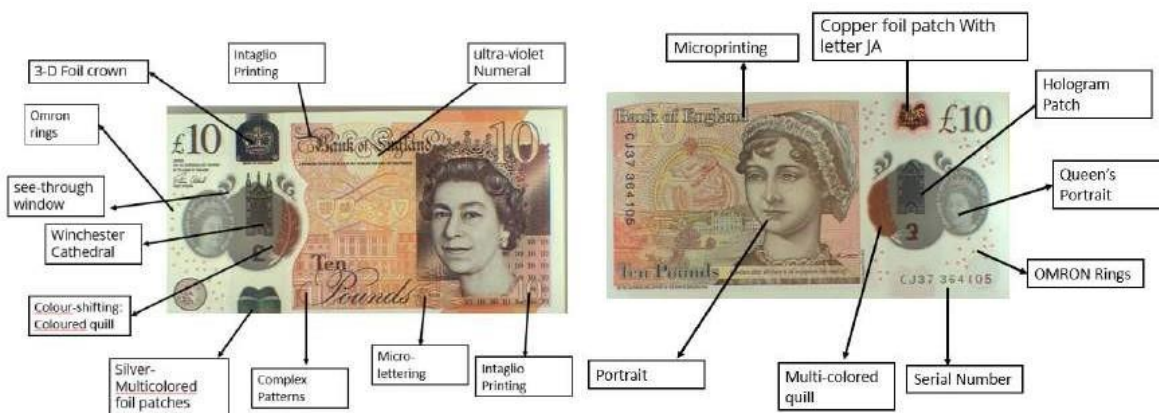 3-D Foil crown
Intaglio
Printing
ultra-violet
Numeral
Omron
rings
see-through
window
Winchester
Cathedral
Colour-shifting:
Coloured quill
Silver-
Multicolored
foil patches
Complex
Patterns
Micro-
lettering
Intaglio
Printing
£10
Bank of England
10
Ten
Pounds
Microprinting
Copper foil patch With
letter JA
Hologram
Patch
Queen's
Portrait
OMRON Rings
Portrait
Multi-colored
quill
Serial Number
Bank of England
£10
CJ37 364105
Ten Pounds
CJ37 364105